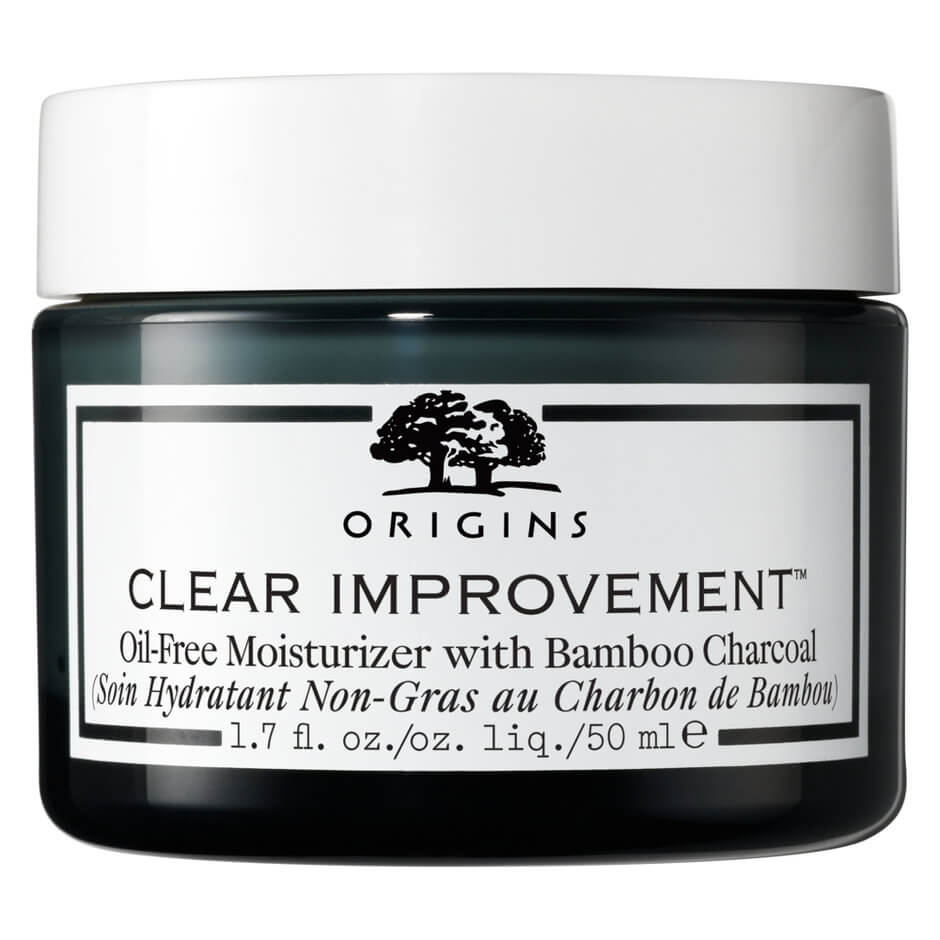 ORIGINS
CLEAR IMPROVEMENT™
Oil-Free Moisturizer with Bamboo Charcoal
(Soin Hydratant Non-Gras au Charbon de Bambou)
1.7 fl. oz./oz. liq./50 ml℮